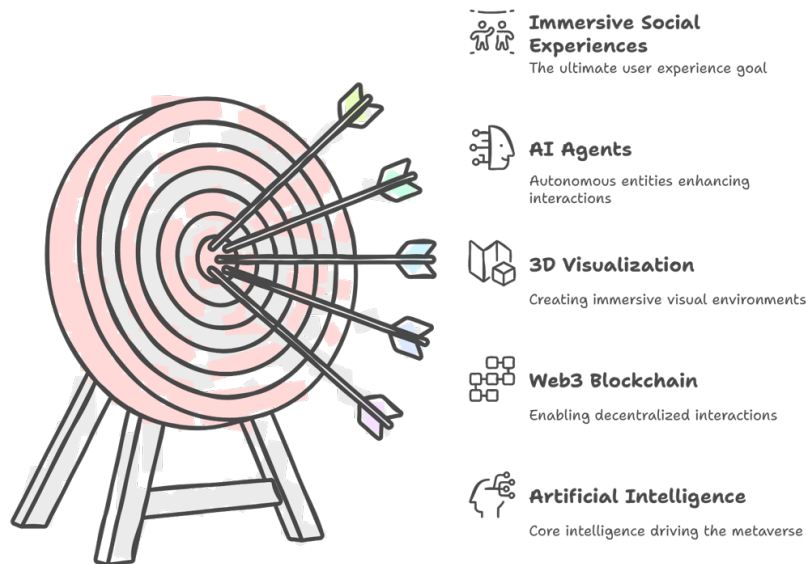 Immersive Social
Experiences
The ultimate user experience goal
AI Agents
Autonomous entities enhancing
interactions
3D Visualization
Creating immersive visual environments
Web3 Blockchain
Enabling decentralized interactions
Artificial Intelligence
Core intelligence driving the metaverse